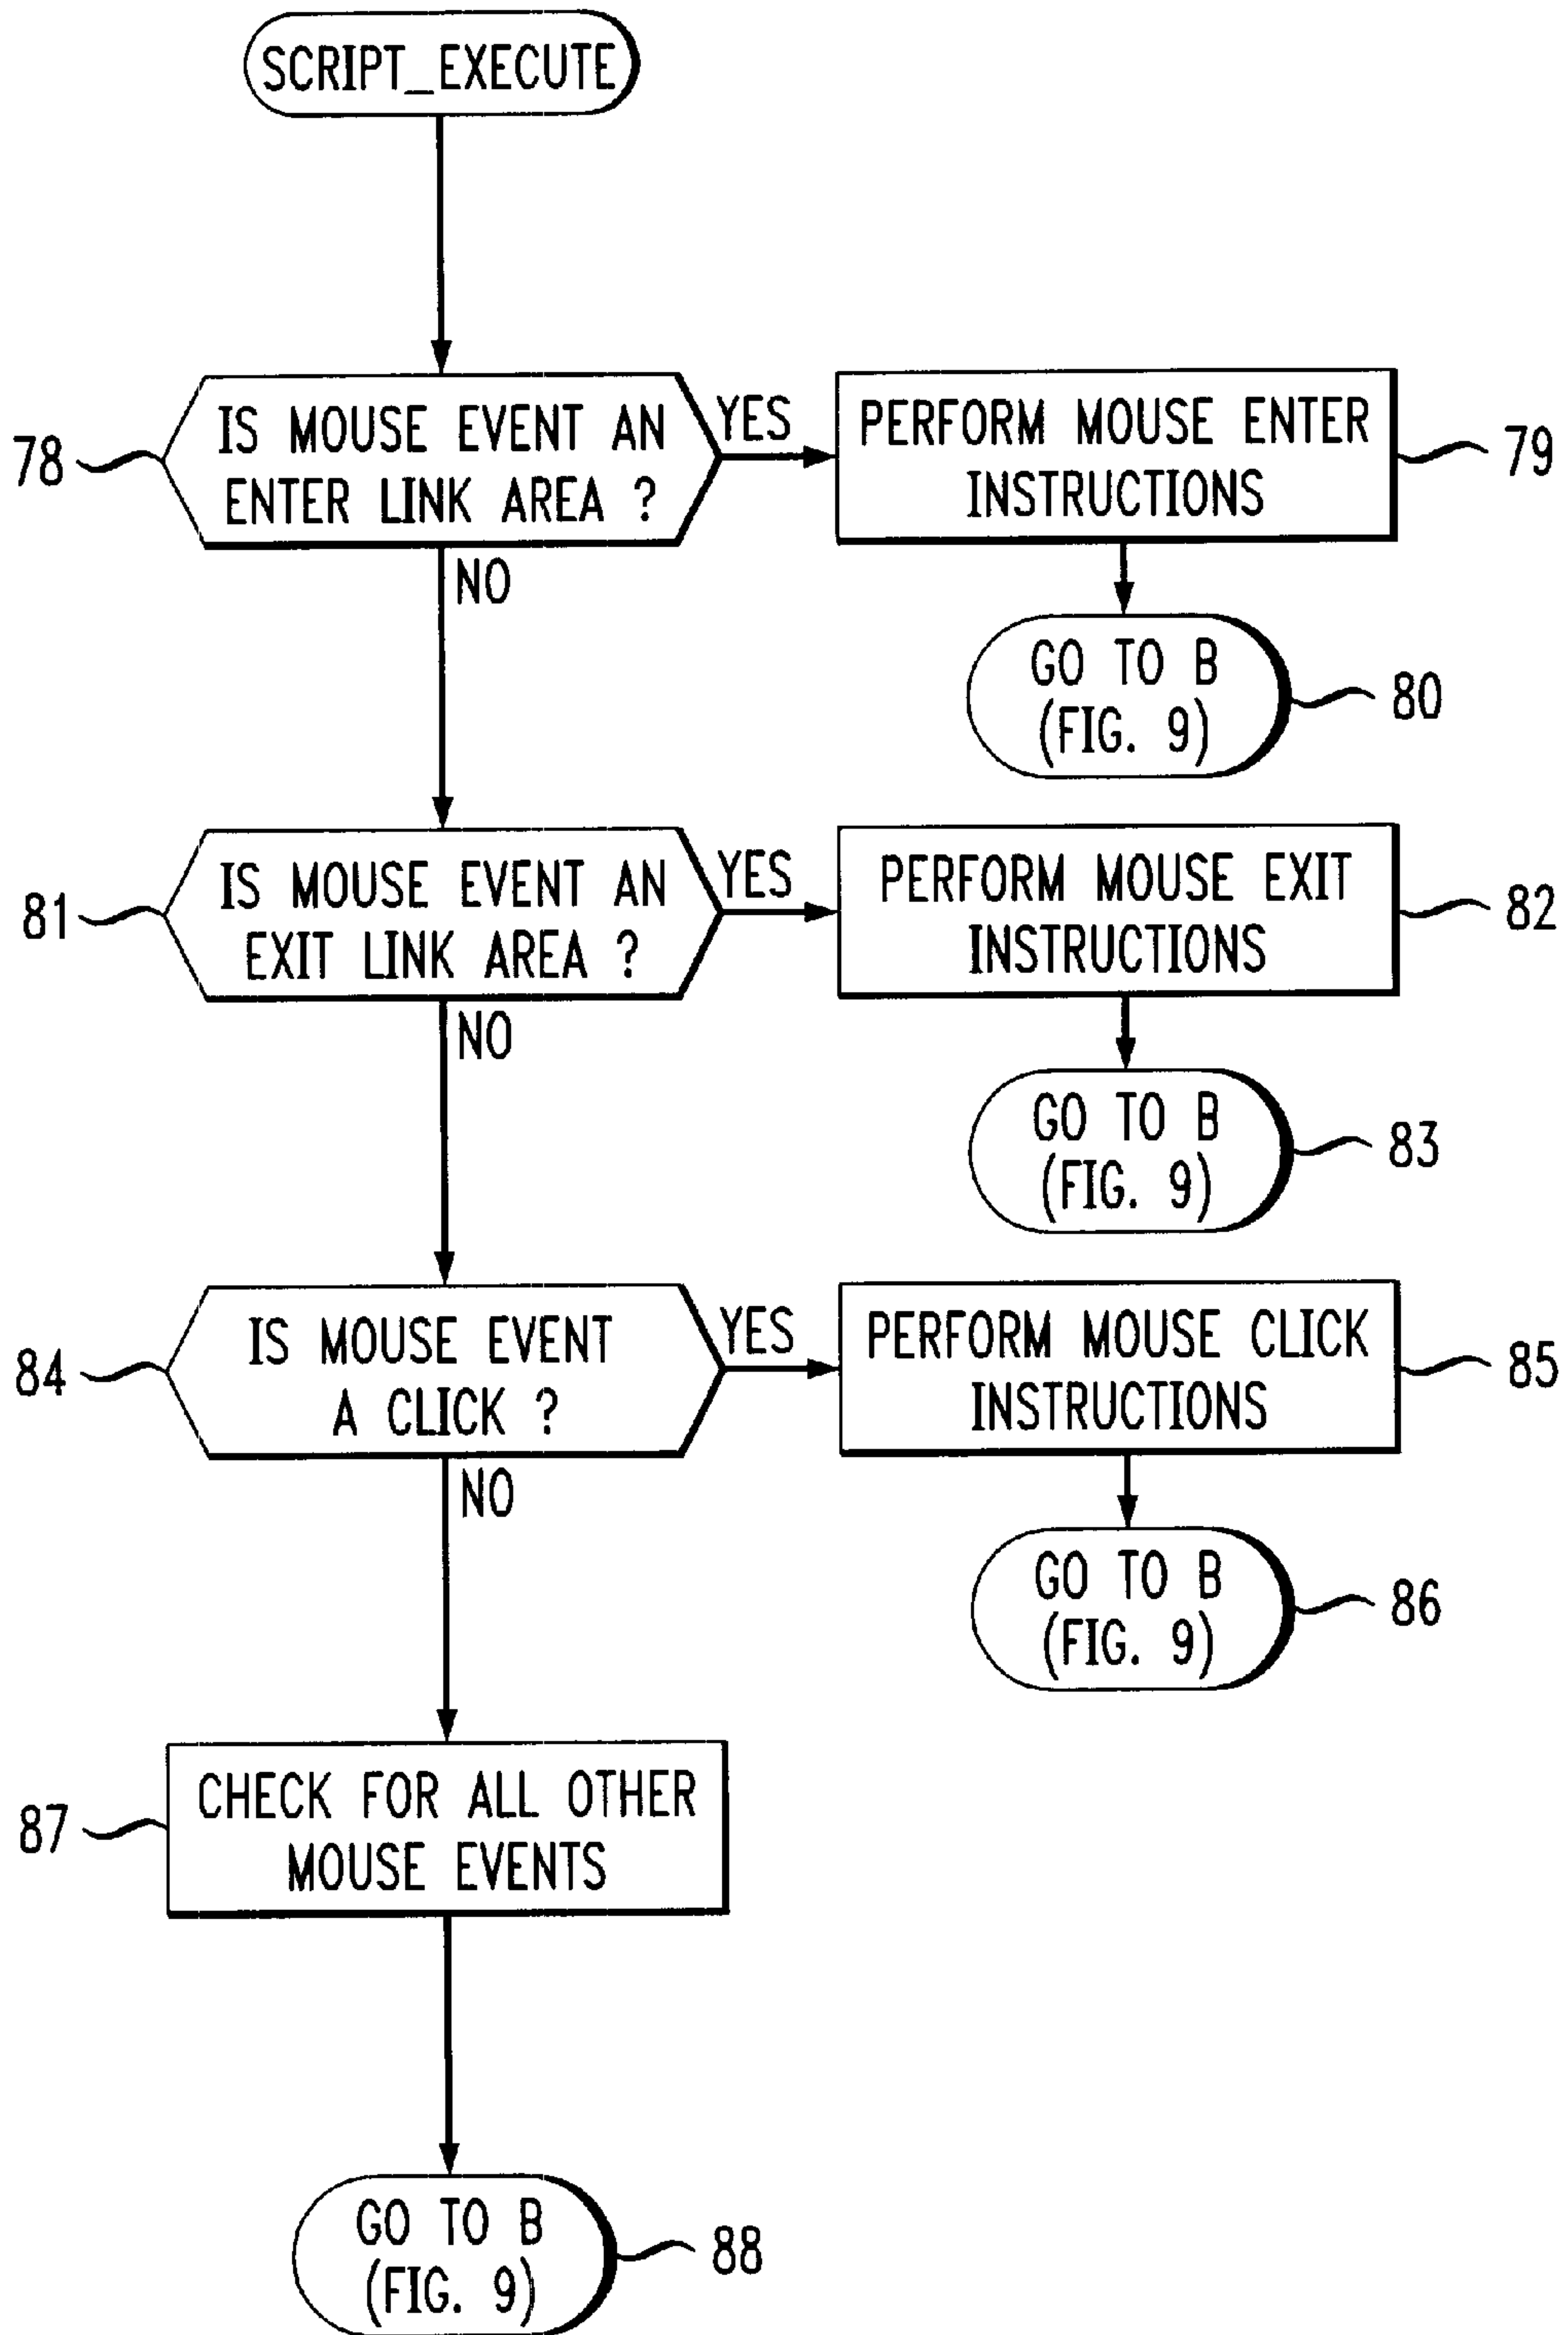 SCRIPT_EXECUTE
78
IS MOUSE EVENT AN
ENTER LINK AREA ?
YES
PERFORM MOUSE ENTER
INSTRUCTIONS
79
NO
GO TO B
(FIG. 9)
80
81
IS MOUSE EVENT AN
EXIT LINK AREA ?
YES
PERFORM MOUSE EXIT
INSTRUCTIONS
82
NO
GO TO B
(FIG. 9)
83
84
IS MOUSE EVENT
A CLICK ?
YES
PERFORM MOUSE CLICK
INSTRUCTIONS
85
NO
GO TO B
(FIG. 9)
86
87
CHECK FOR ALL OTHER
MOUSE EVENTS
GO TO B
(FIG. 9)
88